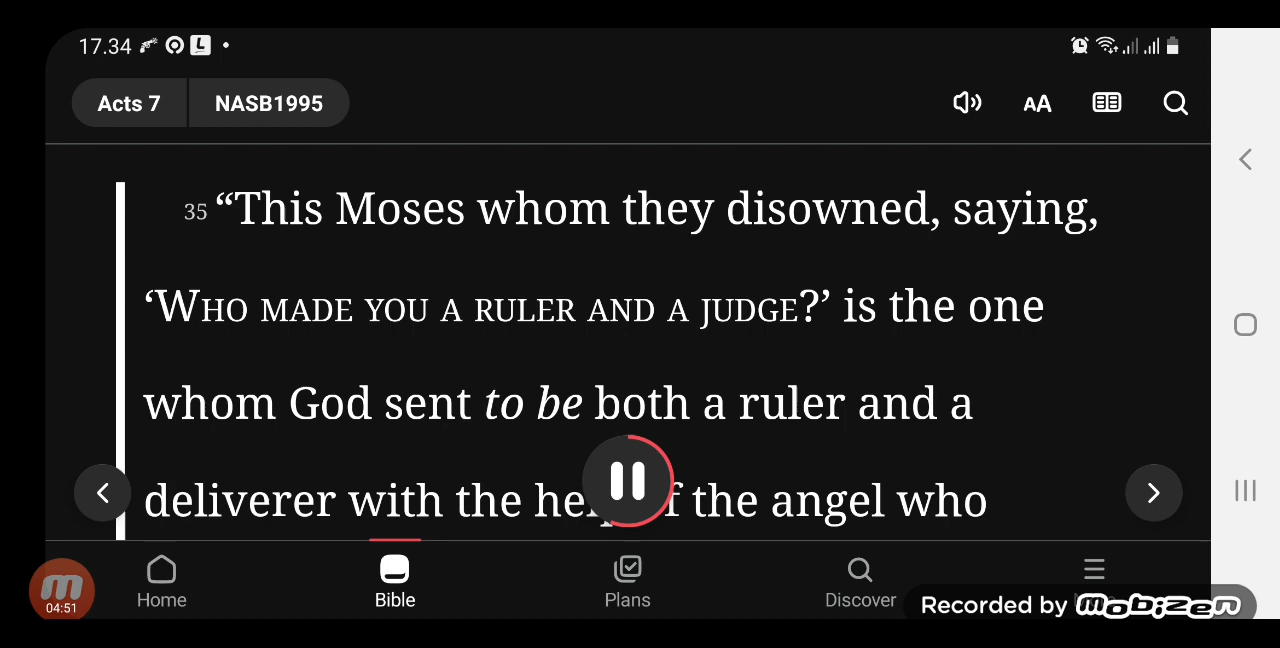 17.34
Acts 7 NASB1995 AA
35 “This Moses whom they disowned, saying,
‘WHO MADE YOU A RULER AND A JUDGE?’ is the one
whom God sent to be both a ruler and a
deliverer with the the angel who
Home Bible Plans Discover
04:51
Recorded by Mobizen